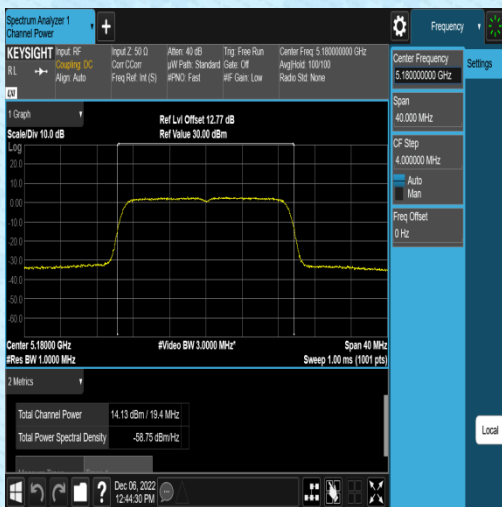 Spectrum Analyzer 1
Channel Power
Frequency
KEYSIGHT
Input: RF
Coupling: DC
Align: Auto
Input Z: 50 Ω
Corr CCorr
Freq Ref: Int (S)
Atten: 40 dB
µW Path: Standard
#PNO: Fast
Trig: Free Run
Gate: Off
#IF Gain: Low
Center Freq: 5.180000000 GHz
Avg|Hold: 100/100
Radio Std: None
RL
LXI
Center Frequency
5.180000000 GHz
Settings
Span
40.000 MHz
CF Step
4.000000 MHz
Auto
Man
Freq Offset
0 Hz
1 Graph
Scale/Div 10.0 dB
Ref Lvl Offset 12.77 dB
Ref Value 30.00 dBm
Log
20.0
10.0
0.00
-10.0
-20.0
-30.0
-40.0
-50.0
-60.0
Center 5.18000 GHz
#Video BW 3.0000 MHz*
Span 40 MHz
#Res BW 1.0000 MHz
Sweep 1.00 ms (1001 pts)
2 Metrics
Total Channel Power 14.13 dBm / 19.4 MHz
Total Power Spectral Density -58.75 dBm/Hz
Local
?
Dec 06, 2022
12:44:30 PM